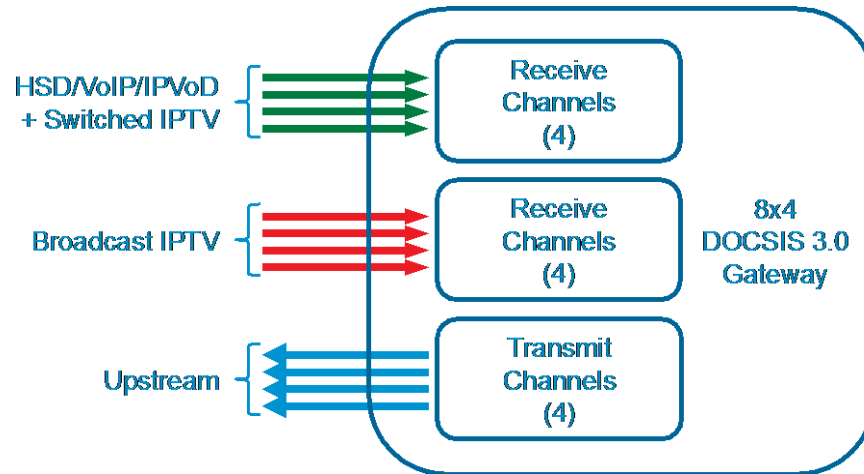 HSD/VoIP/IPVoD
+ Switched IPTV
Receive
Channels
(4)
Broadcast IPTV
Receive
Channels
(4)
8x4
DOCSIS 3.0
Gateway
Upstream
Transmit
Channels
(4)